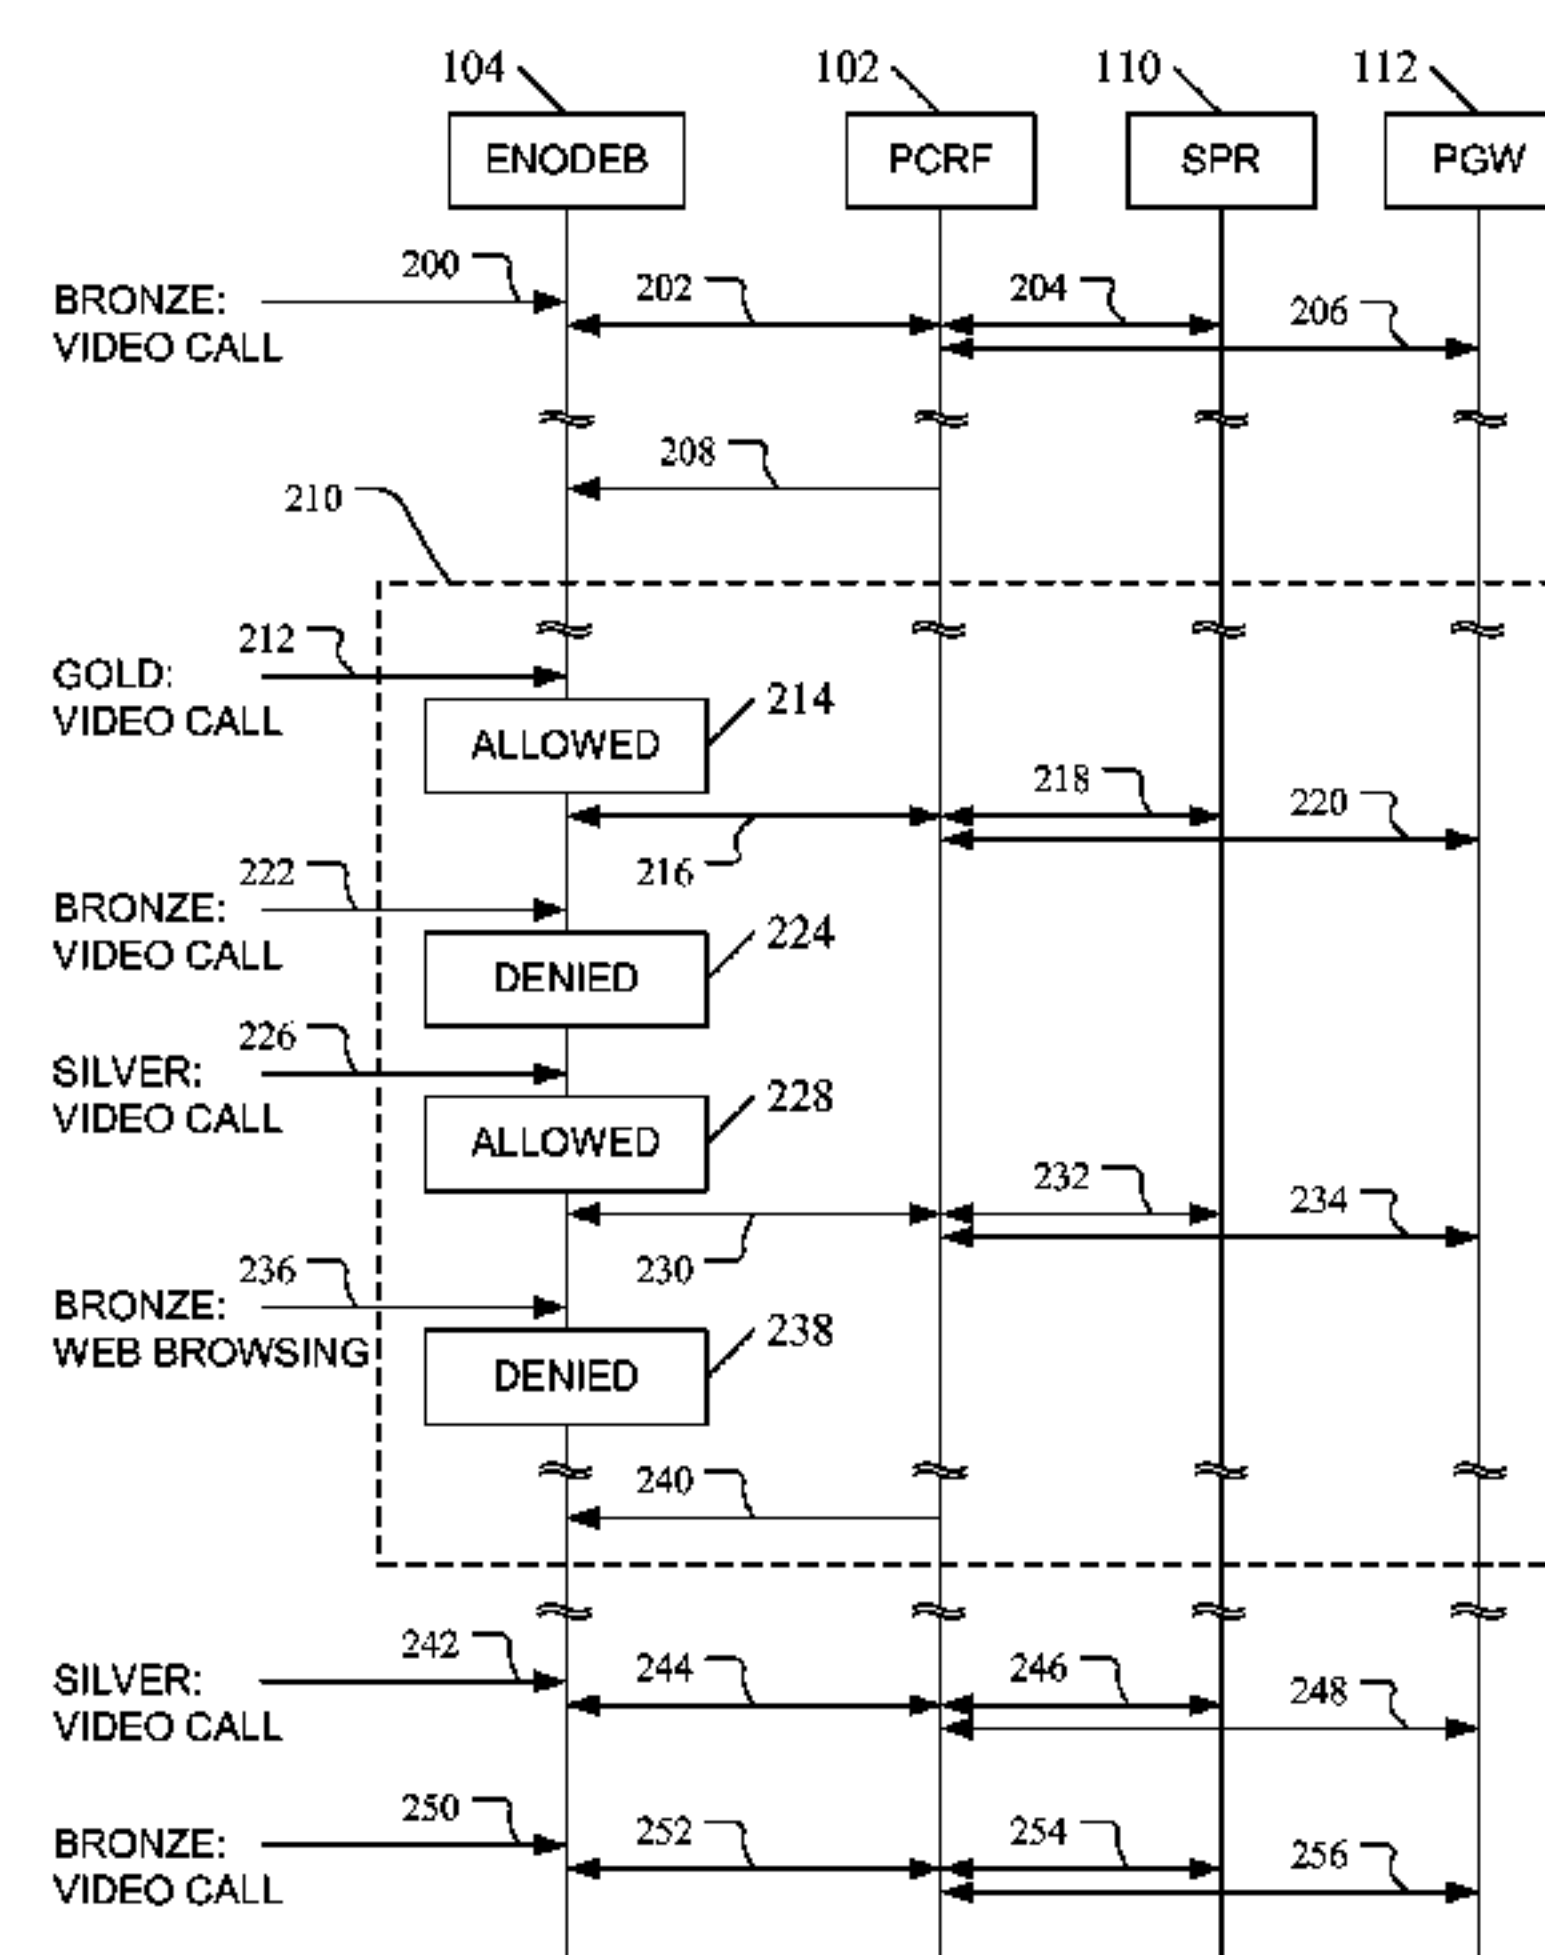 104 102 110 112
ENODEB PCRF SPR PGW
200
BRONZE: 202 204 206
VIDEO CALL
208
210
212
GOLD:
VIDEO CALL
214
ALLOWED
218 220
216
222
BRONZE:
VIDEO CALL
224
DENIED
226
SILVER:
VIDEO CALL
228
ALLOWED
232 234
230
236
BRONZE:
WEB BROWSING
238
DENIED
240
242
SILVER: 244 246 248
VIDEO CALL
250
BRONZE: 252 254 256
VIDEO CALL